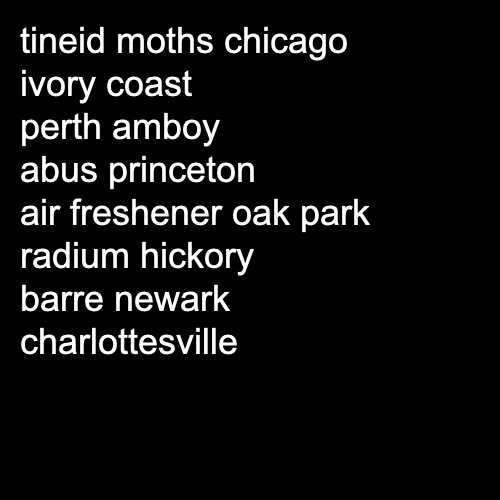 tineid moths chicago
ivory coast
perth amboy
abus princeton
air freshener oak park
radium hickory
barre newark
charlottesville